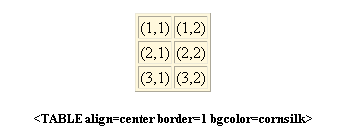 (1,1) (1,2)
(2,1) (2,2)
(3,1) (3,2)
<TABLE align=center border=1 bgcolor=cornsilk>